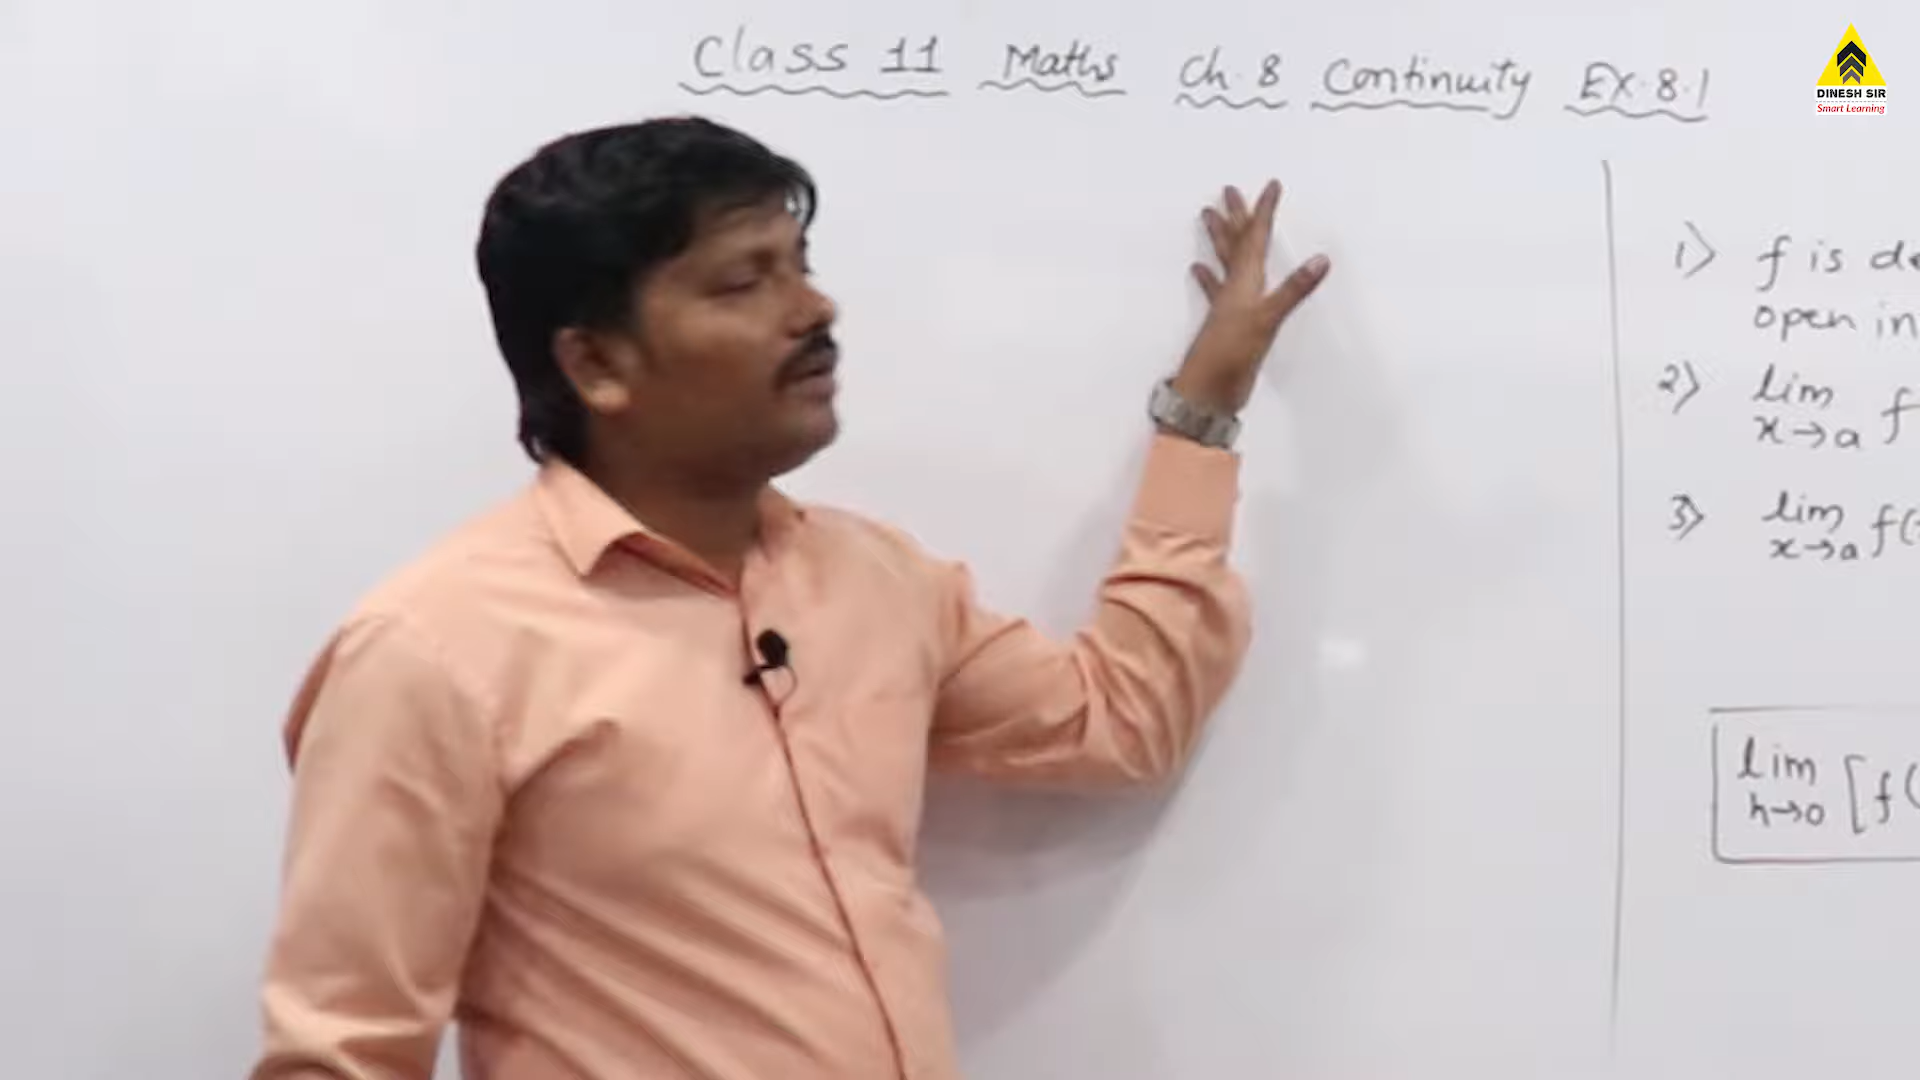 Class 11 Maths Ch. 8 Continuity Ex. 8.1
DINESH SIR
Smart Learning
1) f is
open in
2) lim f
x→a
3) lim f(
x→a
lim [f(
h→0